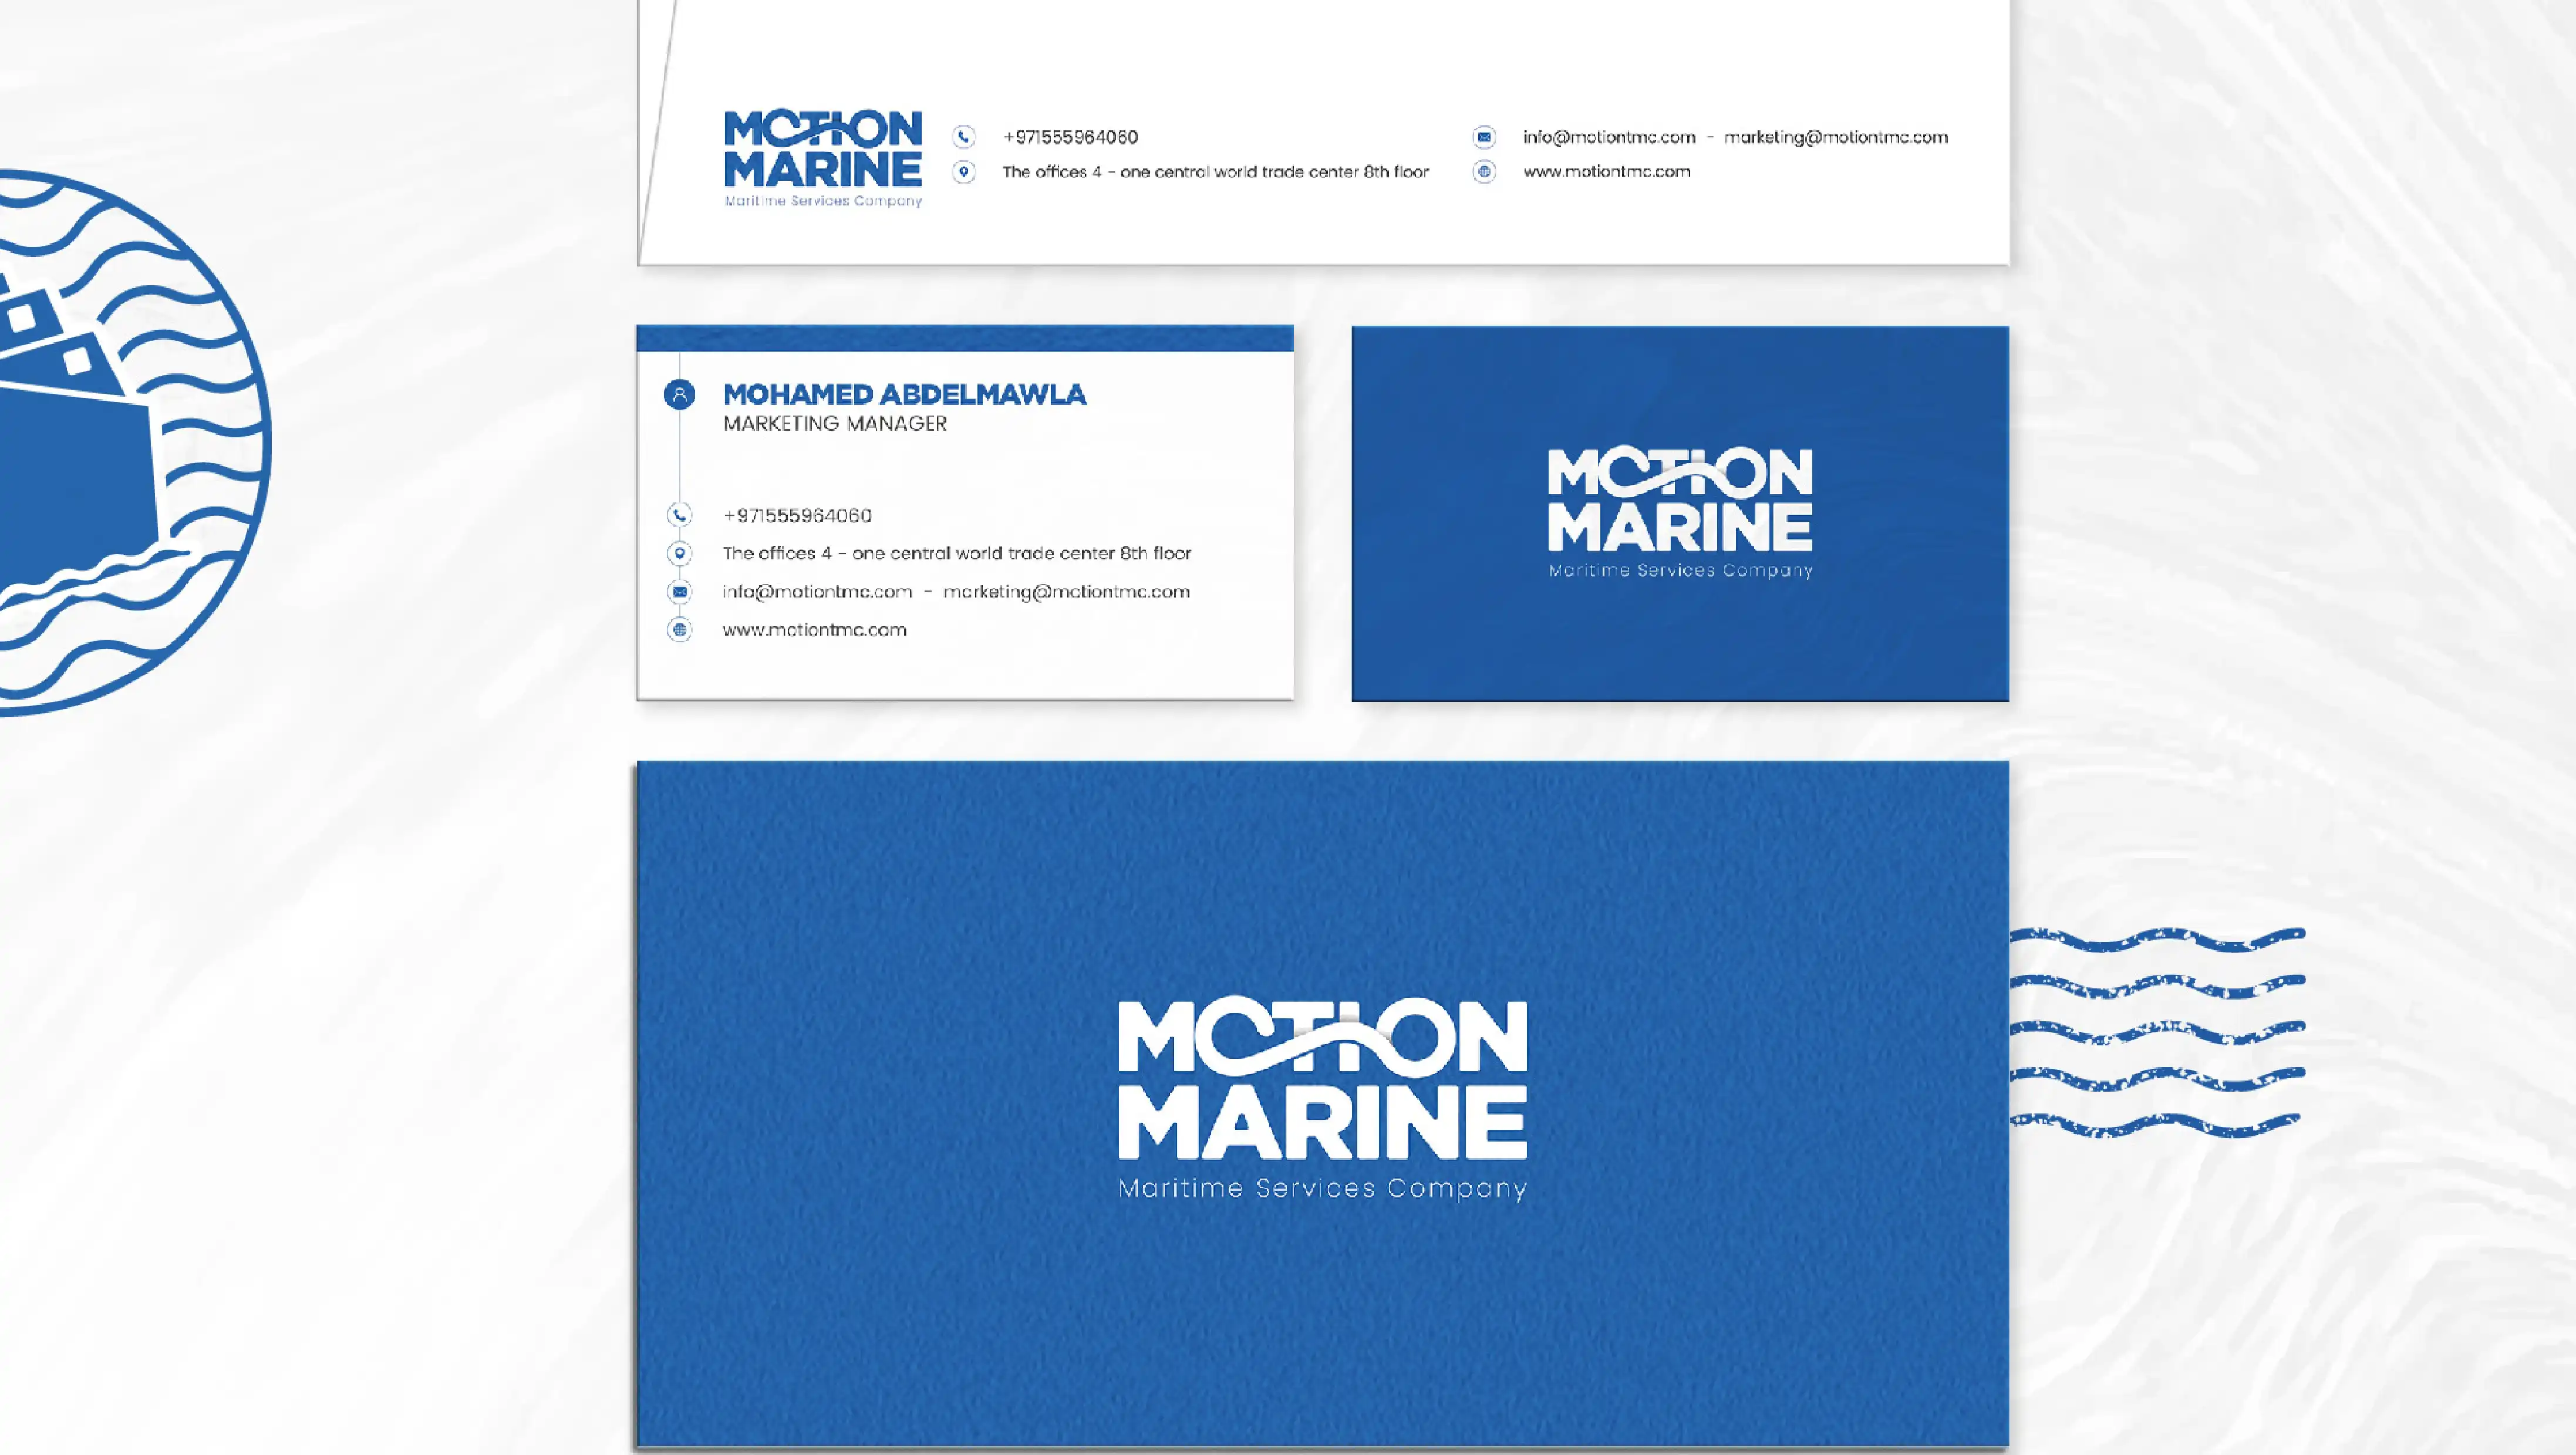 MOTION
MARINE
Maritime Services Company
+971555964060
The offices 4 - one central world trade center 8th floor
info@motiontmc.com - marketing@motiontmc.com
www.motiontmc.com
MOHAMED ABDELMAWLA
MARKETING MANAGER
+971555964060
The offices 4 - one central world trade center 8th floor
info@motiontmc.com - marketing@motiontmc.com
www.motiontmc.com
MOTION
MARINE
Maritime Services Company
MOTION
MARINE
Maritime Services Company